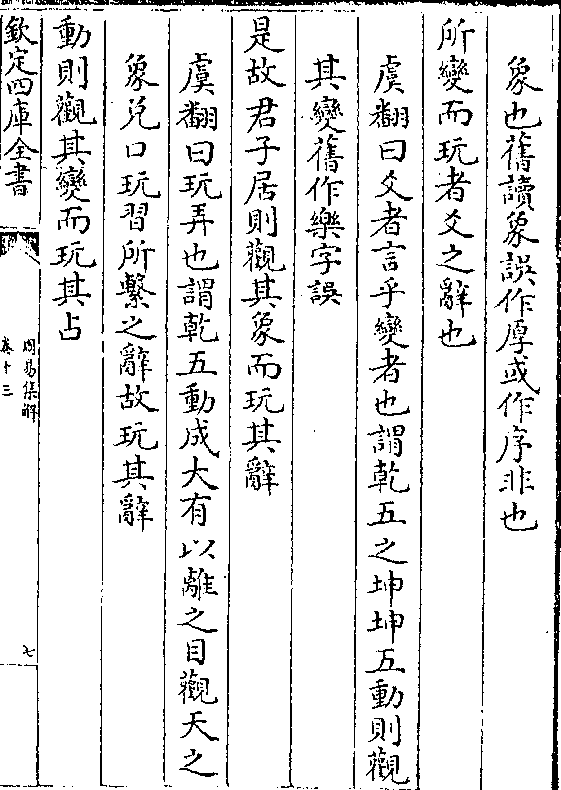 象也舊讀象誤作厚或作序非也
所變而玩者爻之辭也
虞翻曰爻者言乎變者也謂乾五之坤坤五動則觀
其變舊作樂字誤
是故君子居則觀其象而玩其辭
虞翻曰玩弄也謂乾五動成大有以離之目觀天之
象兌口玩習所繫之辭故玩其辭
動則觀其變而玩其占
欽定四庫全書
周易集解
卷十三
七